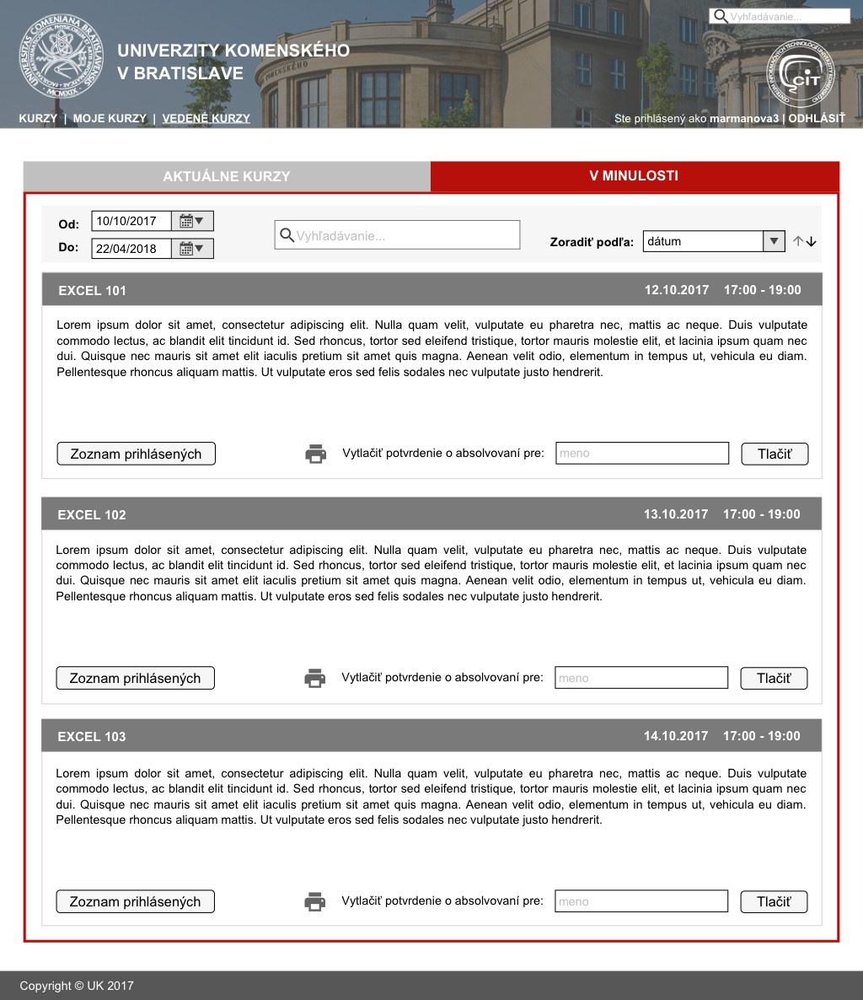 Vyhľadávanie...
UNIVERZITY KOMENSKÉHO
V BRATISLAVE
KURZY | MOJE KURZY | VEDENÉ KURZY
Ste prihlásený ako marmanova3 | ODHLÁSIŤ
AKTUÁLNE KURZY
V MINULOSTI
Od: 10/10/2017
Do: 22/04/2018
Vyhľadávanie...
Zoradiť podľa: dátum
EXCEL 101 12.10.2017 17:00 - 19:00
Lorem ipsum dolor sit amet, consectetur adipiscing elit. Nulla quam velit, vulputate eu pharetra nec, mattis ac neque. Duis vulputate
commodo lectus, ac blandit elit tincidunt id. Sed rhoncus, tortor sed eleifend tristique, tortor mauris molestie elit, et lacinia ipsum quam nec
dui. Quisque nec mauris sit amet elit iaculis pretium sit amet quis magna. Aenean velit odio, elementum in tempus ut, vehicula eu diam.
Pellentesque rhoncus aliquam mattis. Ut vulputate eros sed felis sodales nec vulputate justo hendrerit.
Zoznam prihlásených Vytlačiť potvrdenie o absolvovaní pre: meno Tlačiť
EXCEL 102 13.10.2017 17:00 - 19:00
Lorem ipsum dolor sit amet, consectetur adipiscing elit. Nulla quam velit, vulputate eu pharetra nec, mattis ac neque. Duis vulputate
commodo lectus, ac blandit elit tincidunt id. Sed rhoncus, tortor sed eleifend tristique, tortor mauris molestie elit, et lacinia ipsum quam nec
dui. Quisque nec mauris sit amet elit iaculis pretium sit amet quis magna. Aenean velit odio, elementum in tempus ut, vehicula eu diam.
Pellentesque rhoncus aliquam mattis. Ut vulputate eros sed felis sodales nec vulputate justo hendrerit.
Zoznam prihlásených Vytlačiť potvrdenie o absolvovaní pre: meno Tlačiť
EXCEL 103 14.10.2017 17:00 - 19:00
Lorem ipsum dolor sit amet, consectetur adipiscing elit. Nulla quam velit, vulputate eu pharetra nec, mattis ac neque. Duis vulputate
commodo lectus, ac blandit elit tincidunt id. Sed rhoncus, tortor sed eleifend tristique, tortor mauris molestie elit, et lacinia ipsum quam nec
dui. Quisque nec mauris sit amet elit iaculis pretium sit amet quis magna. Aenean velit odio, elementum in tempus ut, vehicula eu diam.
Pellentesque rhoncus aliquam mattis. Ut vulputate eros sed felis sodales nec vulputate justo hendrerit.
Zoznam prihlásených Vytlačiť potvrdenie o absolvovaní pre: meno Tlačiť
Copyright © UK 2017